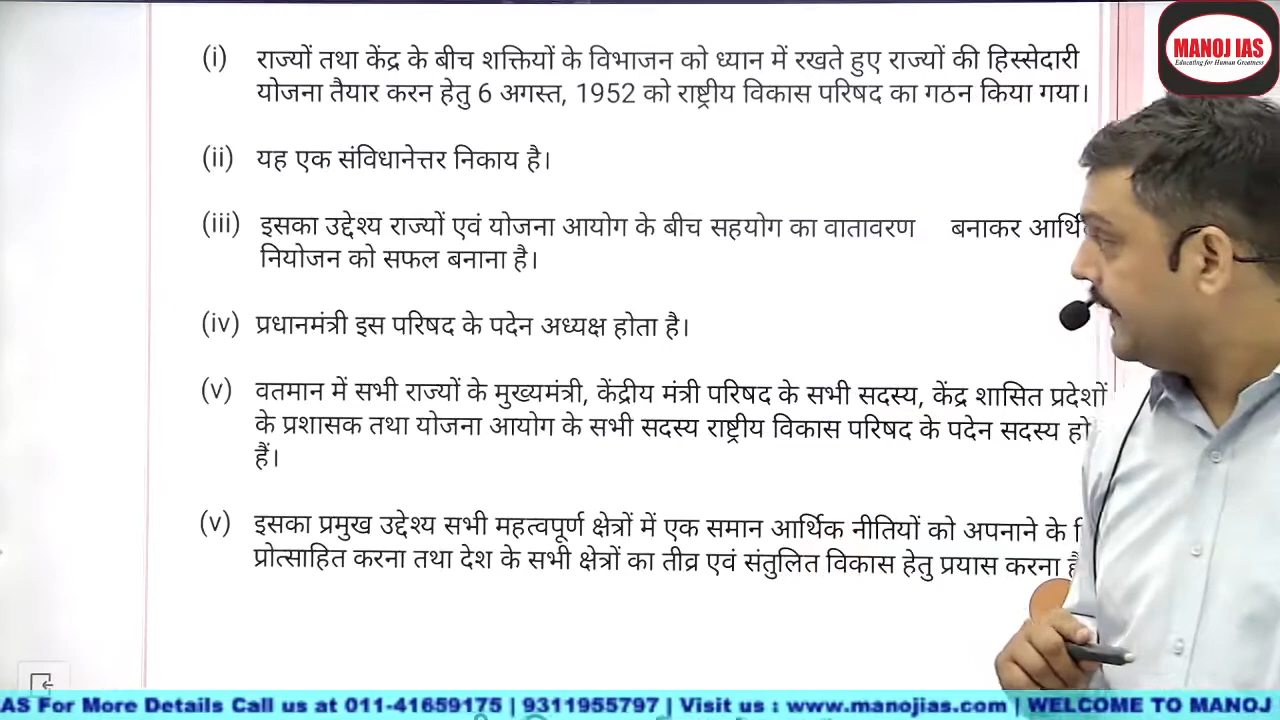 MANOJ IAS
Educating for Human Greatness
(i) राज्यों तथा केंद्र के बीच शक्तियों के विभाजन को ध्यान में रखते हुए राज्यों की हिस्सेदारी
योजना तैयार करन हेतु 6 अगस्त, 1952 को राष्ट्रीय विकास परिषद का गठन किया गया।
(ii) यह एक संविधानेत्तर निकाय है।
(iii) इसका उद्देश्य राज्यों एवं योजना आयोग के बीच सहयोग का वातावरण बनाकर
नियोजन को सफल बनाना है।
(iv) प्रधानमंत्री इस परिषद के पदेन अध्यक्ष होता है।
(v) वतमान में सभी राज्यों के मुख्यमंत्री, केंद्रीय मंत्री परिषद के सभी सदस्य, केंद्र शासित प्रदेशों
के प्रशासक तथा योजना आयोग के सभी सदस्य राष्ट्रीय विकास परिषद के पदेन सदस्य
हैं।
(v) इसका प्रमुख उद्देश्य सभी महत्वपूर्ण क्षेत्रों में एक समान आर्थिक नीतियों को अपनाने के
प्रोत्साहित करना तथा देश के सभी क्षेत्रों का तीव्र एवं संतुलित विकास हेतु प्रयास करना
AS For More Details Call us at 011-41659175 | 9311955797 | Visit us : www.manojias.com | WELCOME TO MANOJ